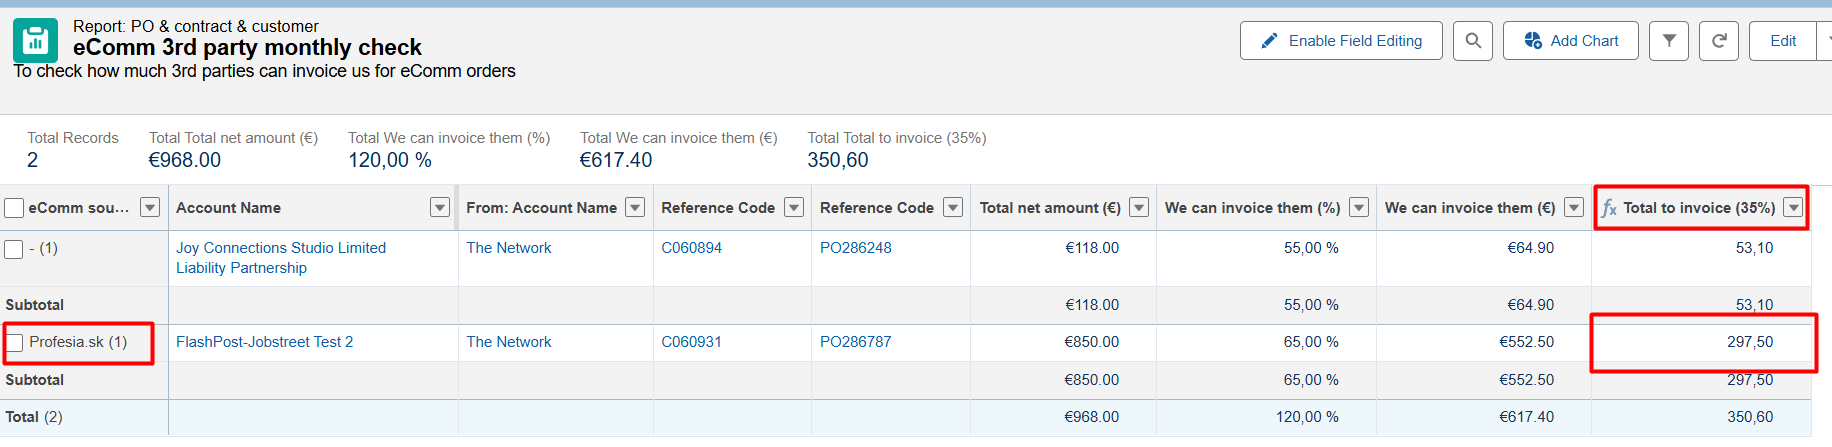 Report: PO & contract & customer
eComm 3rd party monthly check
To check how much 3rd parties can invoice us for eComm orders
Enable Field Editing
Add Chart
Edit
Total Records Total Total net amount (€) Total We can invoice them (%) Total We can invoice them (€) Total Total to invoice (35%)
2 €968.00 120,00 % €617.40 350,60
eComm sou... Account Name From: Account Name Reference Code Reference Code Total net amount (€) We can invoice them (%) We can invoice them (€) fx Total to invoice (35%)
- (1) Joy Connections Studio Limited The Network C060894 PO286248 €118.00 55,00 % €64.90 53,10
Liability Partnership
Subtotal €118.00 55,00 % €64.90 53,10
Profesia.sk (1) FlashPost-Jobstreet Test 2 The Network C060931 PO286787 €850.00 65,00 % €552.50 297,50
Subtotal €850.00 65,00 % €552.50 297,50
Total (2) €968.00 120,00 % €617.40 350,60